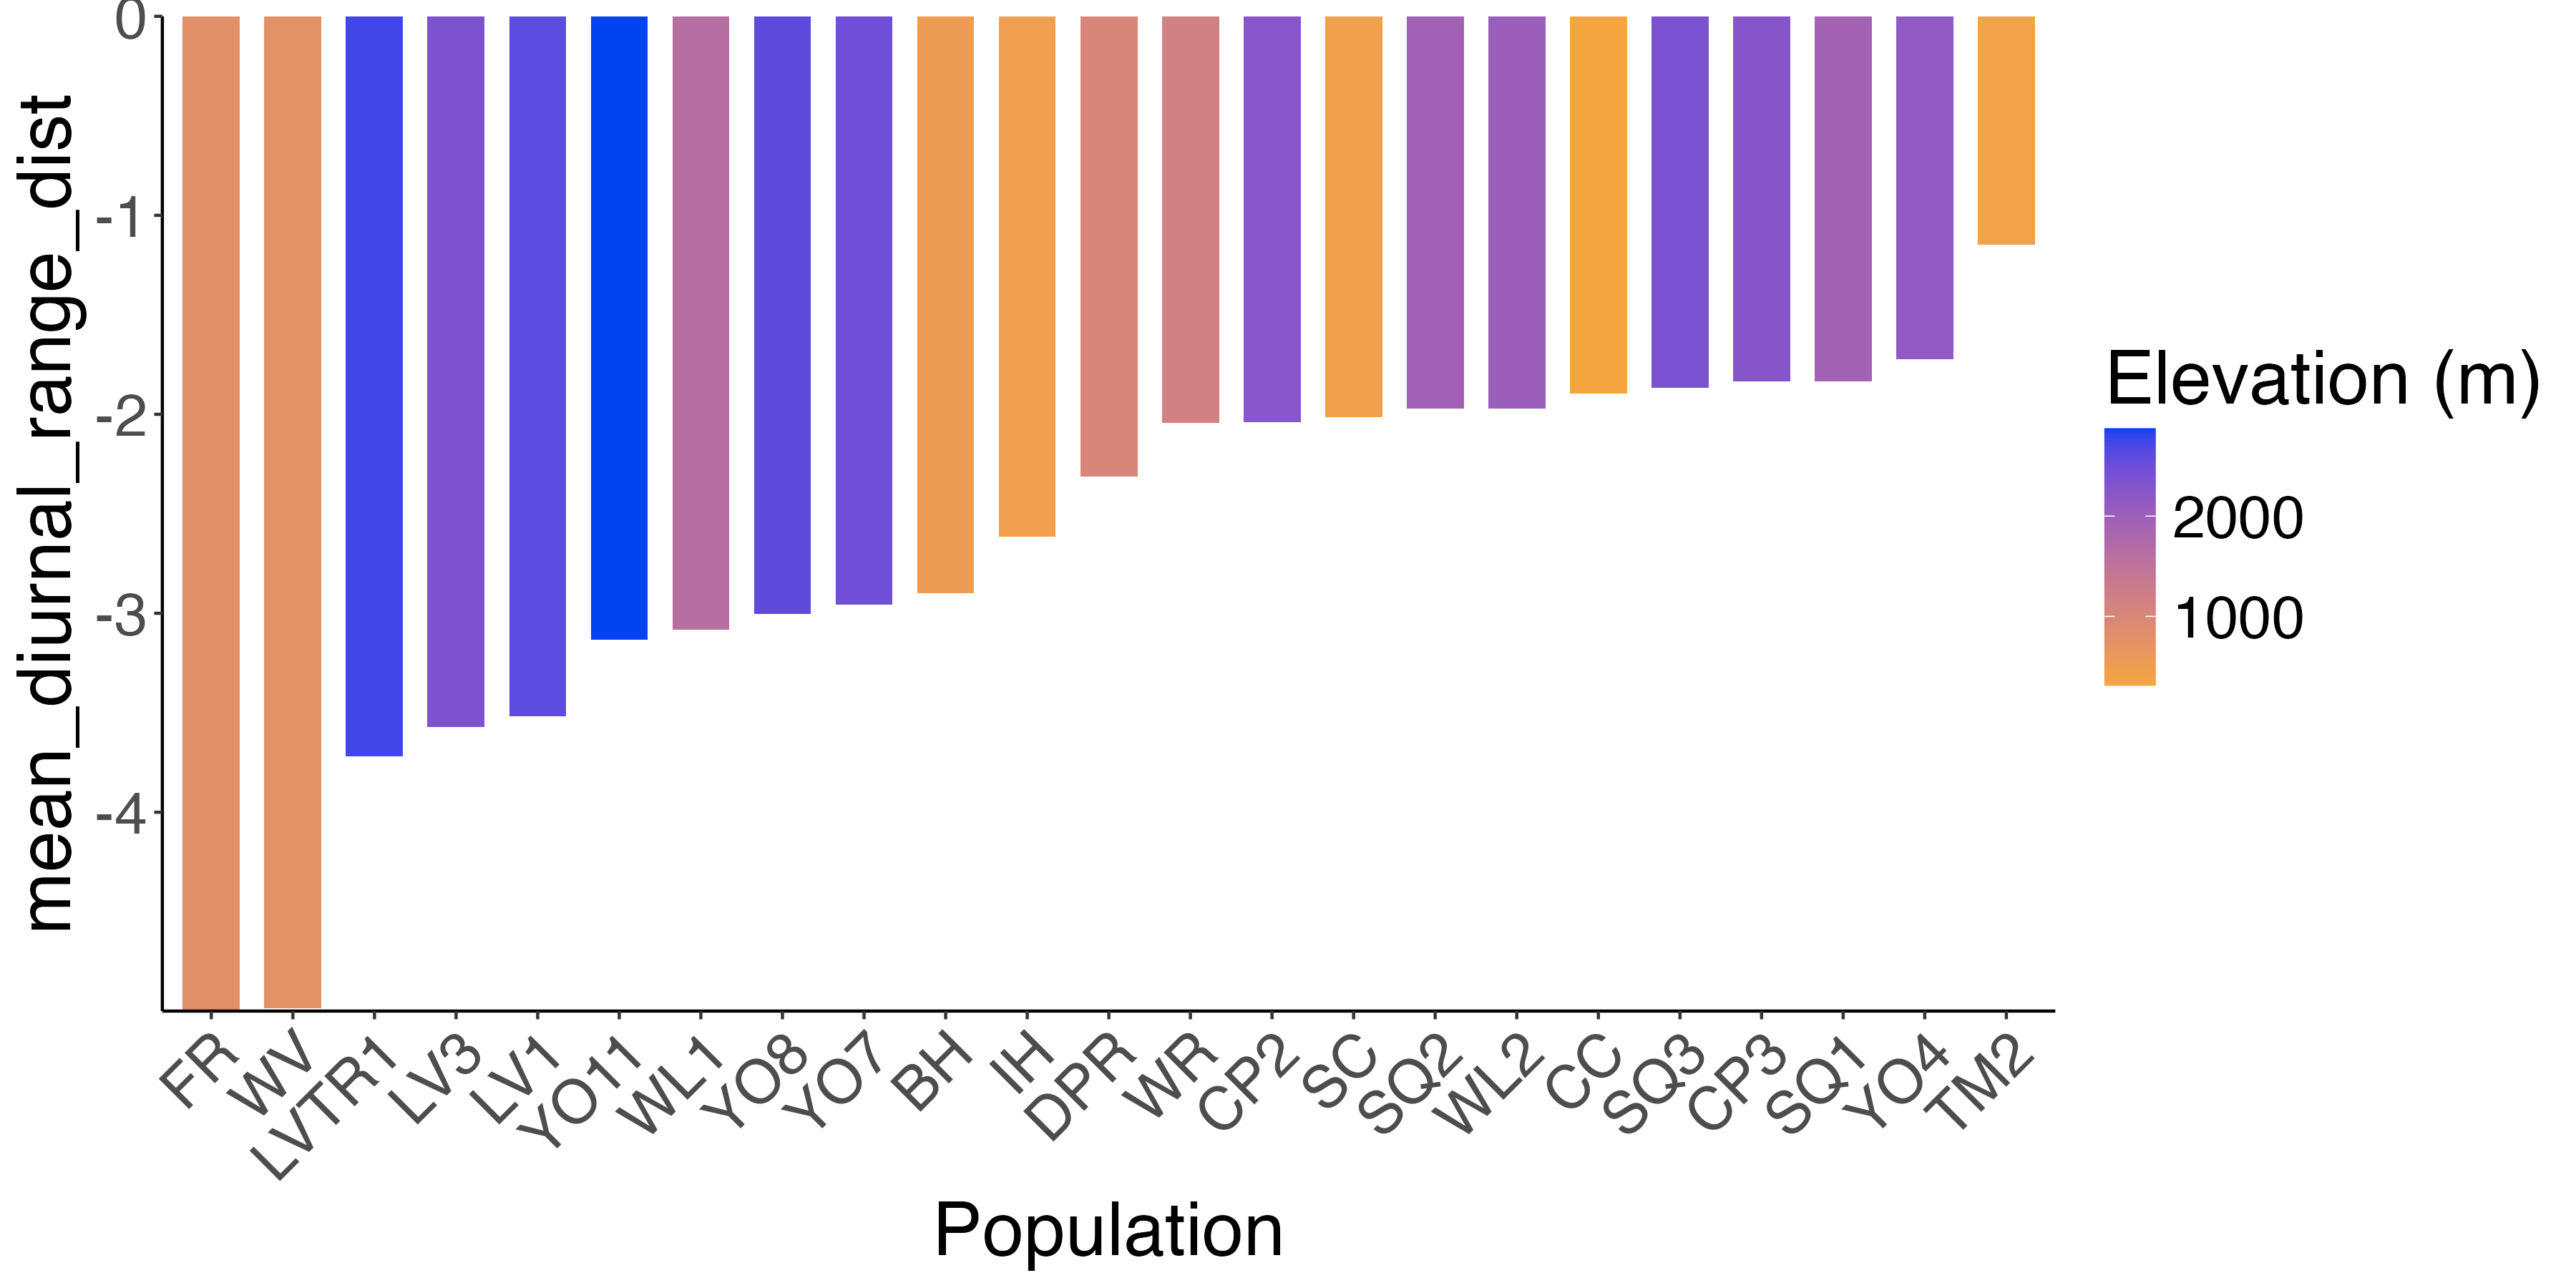 mean_diurnal_range_dist
0
-1
-2
-3
-4
FR
WV
LVTR1
LV3
LV1
YO11
WL1
YO8
YO7
BH
IH
DPR
WR
CP2
SC
SQ2
WL2
CC
SQ3
CP3
SQ1
YO4
TM2
Population
Elevation (m)
2000
1000